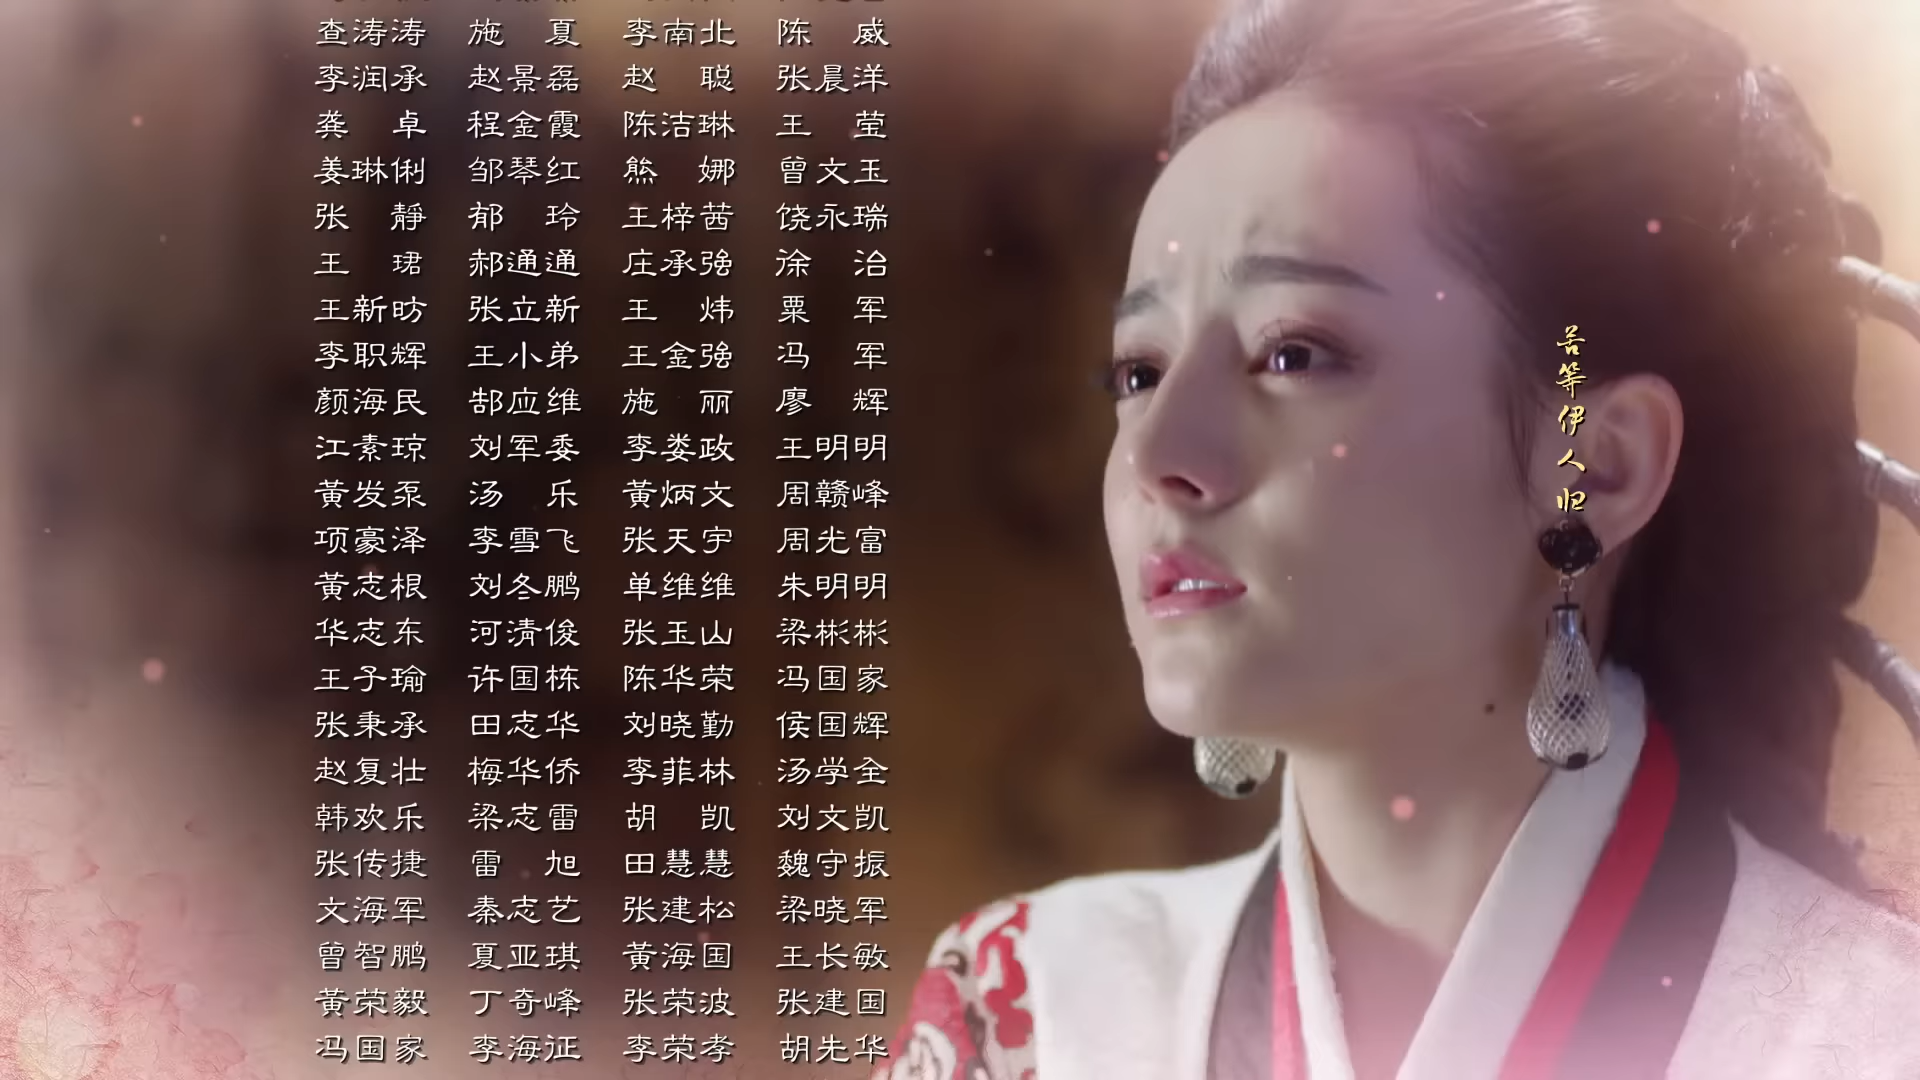 查涛涛 施 夏 李南北 陈 威
李润承 赵景磊 赵 聪 张晨洋
龚 卓 程金霞 陈洁琳 王 莹
姜琳俐 邹琴红 熊 娜 曾文玉
张 静 郁 玲 王梓茜 饶永瑞
王 珺 郝通通 庄承强 徐 治
王新昉 张立新 王 炜 粟 军
李职辉 王小弟 王金强 冯 军
颜海民 郜应维 施 丽 廖 辉
江素琼 刘军委 李娄政 王明明
黄发泵 汤 乐 黄炳文 周赣峰
项豪泽 李雪飞 张天宇 周光富
黄志根 刘冬鹏 单维维 朱明明
华志东 河清俊 张玉山 梁彬彬
王予瑜 许国栋 陈华荣 冯国家
张秉承 田志华 刘晓勤 侯国辉
赵复壮 梅华侨 李菲林 汤学全
韩欢乐 梁志雷 胡 凯 刘文凯
张传捷 雷 旭 田慧慧 魏守振
文海军 秦志艺 张建松 梁晓军
曾智鹏 夏亚琪 黄海国 王长敏
黄荣毅 丁奇峰 张荣波 张建国
冯国家 李海征 李荣孝 胡先华
苦等伊人归